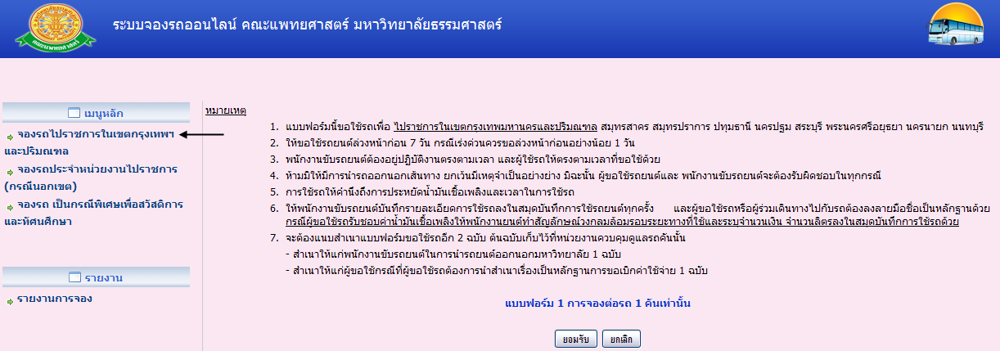 ระบบจองรถออนไลน์ คณะแพทยศาสตร์ มหาวิทยาลัยธรรมศาสตร์
เมนูหลัก
จองรถไปราชการในเขตกรุงเทพฯ
และปริมณฑล
จองรถประจำหน่วยงานไปราชการ
(กรณีนอกเขต)
จองรถ เป็นกรณีพิเศษเพื่อสวัสดิการ
และทัศนศึกษา
รายงาน
รายงานการจอง
หมายเหตุ
1. แบบฟอร์มนี้ขอใช้รถเพื่อ ไปราชการในเขตกรุงเทพมหานครและปริมณฑล สมุทรสาคร สมุทรปราการ ปทุมธานี นครปฐม สระบุรี พระนครศรีอยุธยา นครนายก นนทบุรี
2. ให้ขอใช้รถยนต์ล่วงหน้าก่อน 7 วัน กรณีเร่งด่วนควรขอล่วงหน้าก่อนอย่างน้อย 1 วัน
3. พนักงานขับรถยนต์ต้องอยู่ปฏิบัติงานตรงตามเวลา และผู้ใช้รถให้ตรงตามเวลาที่ขอใช้ด้วย
4. ห้ามมิให้มีการนำรถออกนอกเส้นทาง ยกเว้นมีเหตุจำเป็นอย่างย่าง มิฉะนั้น ผู้ขอใช้รถยนต์และ พนักงานขับรถยนต์จะต้องรับผิดชอบในทุกกรณี
5. การใช้รถให้คำนึงถึงการประหยัดน้ำมันเชื้อเพลิงและเวลาในการใช้รถ
6. ให้พนักงานขับรถยนต์บันทึกรายละเอียดการใช้รถลงในสมุดบันทึกการใช้รถยนต์ทุกครั้ง และผู้ขอใช้รถหรือผู้ร่วมเดินทางไปกับรถต้องลงลายมือชื่อเป็นหลักฐานด้วย
กรณีผู้ขอใช้รถรับชอบค่าน้ำมันเชื้อเพลิงให้พนักงานยนต์ทำสัญลักษณ์วงกลมล้อมรอบระยะทางที่ใช้และระบุจำนวนเงิน จำนวนลิตรลงในสมุดบันทึกการใช้รถด้วย
7. จะต้องแนบสำเนาแบบฟอร์มขอใช้รถอีก 2 ฉบับ ต้นฉบับเก็บไว้ที่หน่วยงานควบคุมดูแลรถคันนั้น
- สำเนาให้แก่พนักงานขับรถยนต์ในการนำรถยนต์ออกนอกมหาวิทยาลัย 1 ฉบับ
- สำเนาให้แก่ผู้ขอใช้กรณีที่ผู้ขอใช้รถต้องการนำสำเนาเรื่องเป็นหลักฐานการขอเบิกค่าใช้จ่าย 1 ฉบับ
แบบฟอร์ม 1 การจองต่อรถ 1 คันเท่านั้น
ยอมรับ ยกเลิก